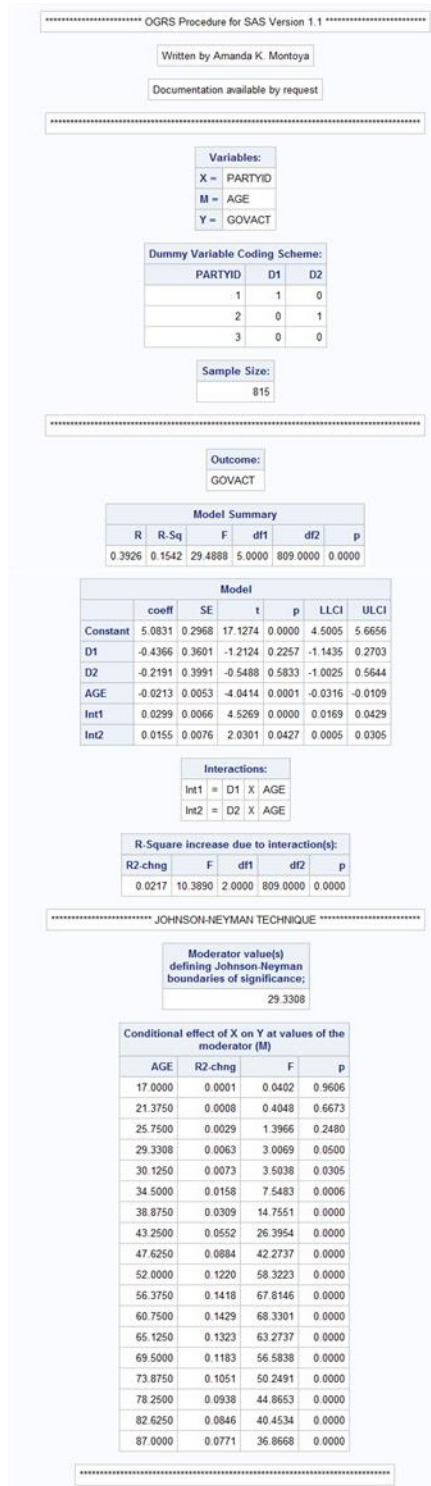 ************************ OGRS Procedure for SAS Version 1.1 *************************
Written by Amanda K. Montoya
Documentation available by request
*********************************************************************************************
Variables:
X = PARTYID
M = AGE
Y = GOVACT
Dummy Variable Coding Scheme:
PARTYID D1 D2
1 1 0
2 0 1
3 0 0
Sample Size:
815
*********************************************************************************************
Outcome:
GOVACT
Model Summary
R R-Sq F df1 df2 p
0.3926 0.1542 29.4888 5.0000 809.0000 0.0000
Model
coeff SE t p LLCI ULCI
Constant 5.0831 0.2968 17.1274 0.0000 4.5005 5.6656
D1 -0.4366 0.3601 -1.2124 0.2257 -1.1435 0.2703
D2 -0.2191 0.3991 -0.5488 0.5833 -1.0025 0.5644
AGE -0.0213 0.0053 -4.0414 0.0001 -0.0316 -0.0109
Int1 0.0299 0.0066 4.5269 0.0000 0.0169 0.0429
Int2 0.0155 0.0076 2.0301 0.0427 0.0005 0.0305
Interactions:
Int1 = D1 X AGE
Int2 = D2 X AGE
R-Square increase due to interaction(s):
R2-chng F df1 df2 p
0.0217 10.3890 2.0000 809.0000 0.0000
************************* JOHNSON-NEYMAN TECHNIQUE *************************
Moderator value(s)
defining Johnson-Neyman
boundaries of significance;
29.3308
Conditional effect of X on Y at values of the
moderator (M)
AGE R2-chng F p
17.0000 0.0001 0.0402 0.9606
21.3750 0.0008 0.4048 0.6673
25.7500 0.0029 1.3966 0.2480
29.3308 0.0063 3.0069 0.0500
30.1250 0.0073 3.5038 0.0305
34.5000 0.0158 7.5483 0.0006
38.8750 0.0309 14.7551 0.0000
43.2500 0.0552 26.3954 0.0000
47.6250 0.0884 42.2737 0.0000
52.0000 0.1220 58.3223 0.0000
56.3750 0.1418 67.8146 0.0000
60.7500 0.1429 68.3301 0.0000
65.1250 0.1323 63.2737 0.0000
69.5000 0.1183 56.5838 0.0000
73.8750 0.1051 50.2491 0.0000
78.2500 0.0938 44.8653 0.0000
82.6250 0.0846 40.4534 0.0000
87.0000 0.0771 36.8668 0.0000
******************************************************************************